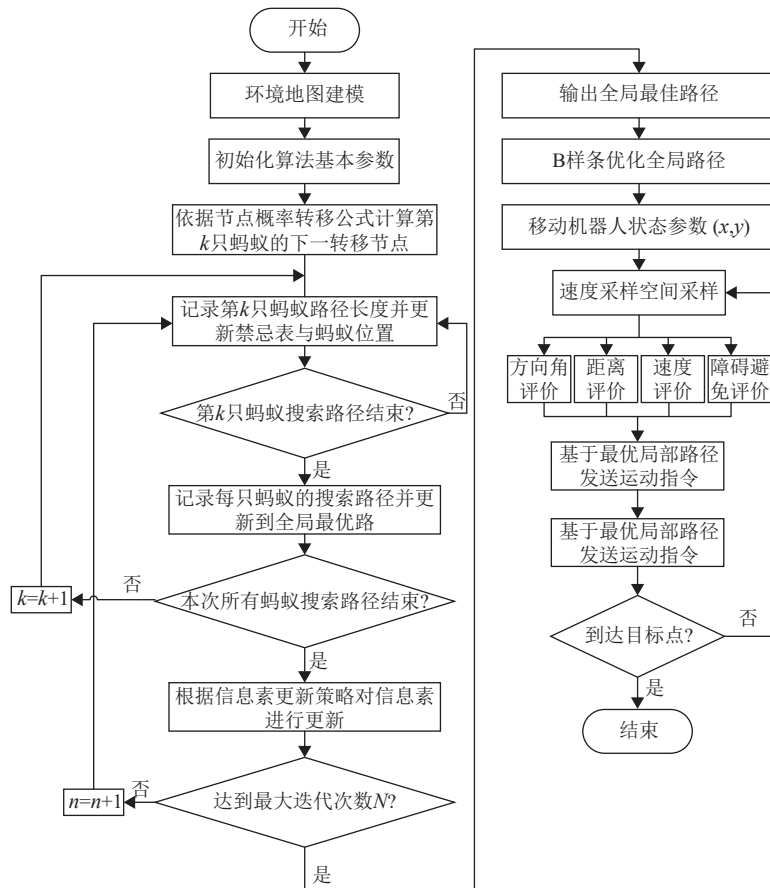 开始
环境地图建模
初始化算法基本参数
依据节点概率转移公式计算第
k只蚂蚁的下一转移节点
记录第k只蚂蚁路径长度并更
新禁忌表与蚂蚁位置
第k只蚂蚁搜索路径结束?
否
是
记录每只蚂蚁的搜索路径并更
新到全局最优路
本次所有蚂蚁搜索路径结束?
否
k=k+1
是
根据信息素更新策略对信息素
进行更新
达到最大迭代次数N?
否
n=n+1
是
输出全局最佳路径
B样条优化全局路径
移动机器人状态参数 (x,y)
速度采样空间采样
方向角
评价
距离
评价
速度
评价
障碍避
免评价
基于最优局部路径
发送运动指令
基于最优局部路径
发送运动指令
到达目标点?
否
是
结束